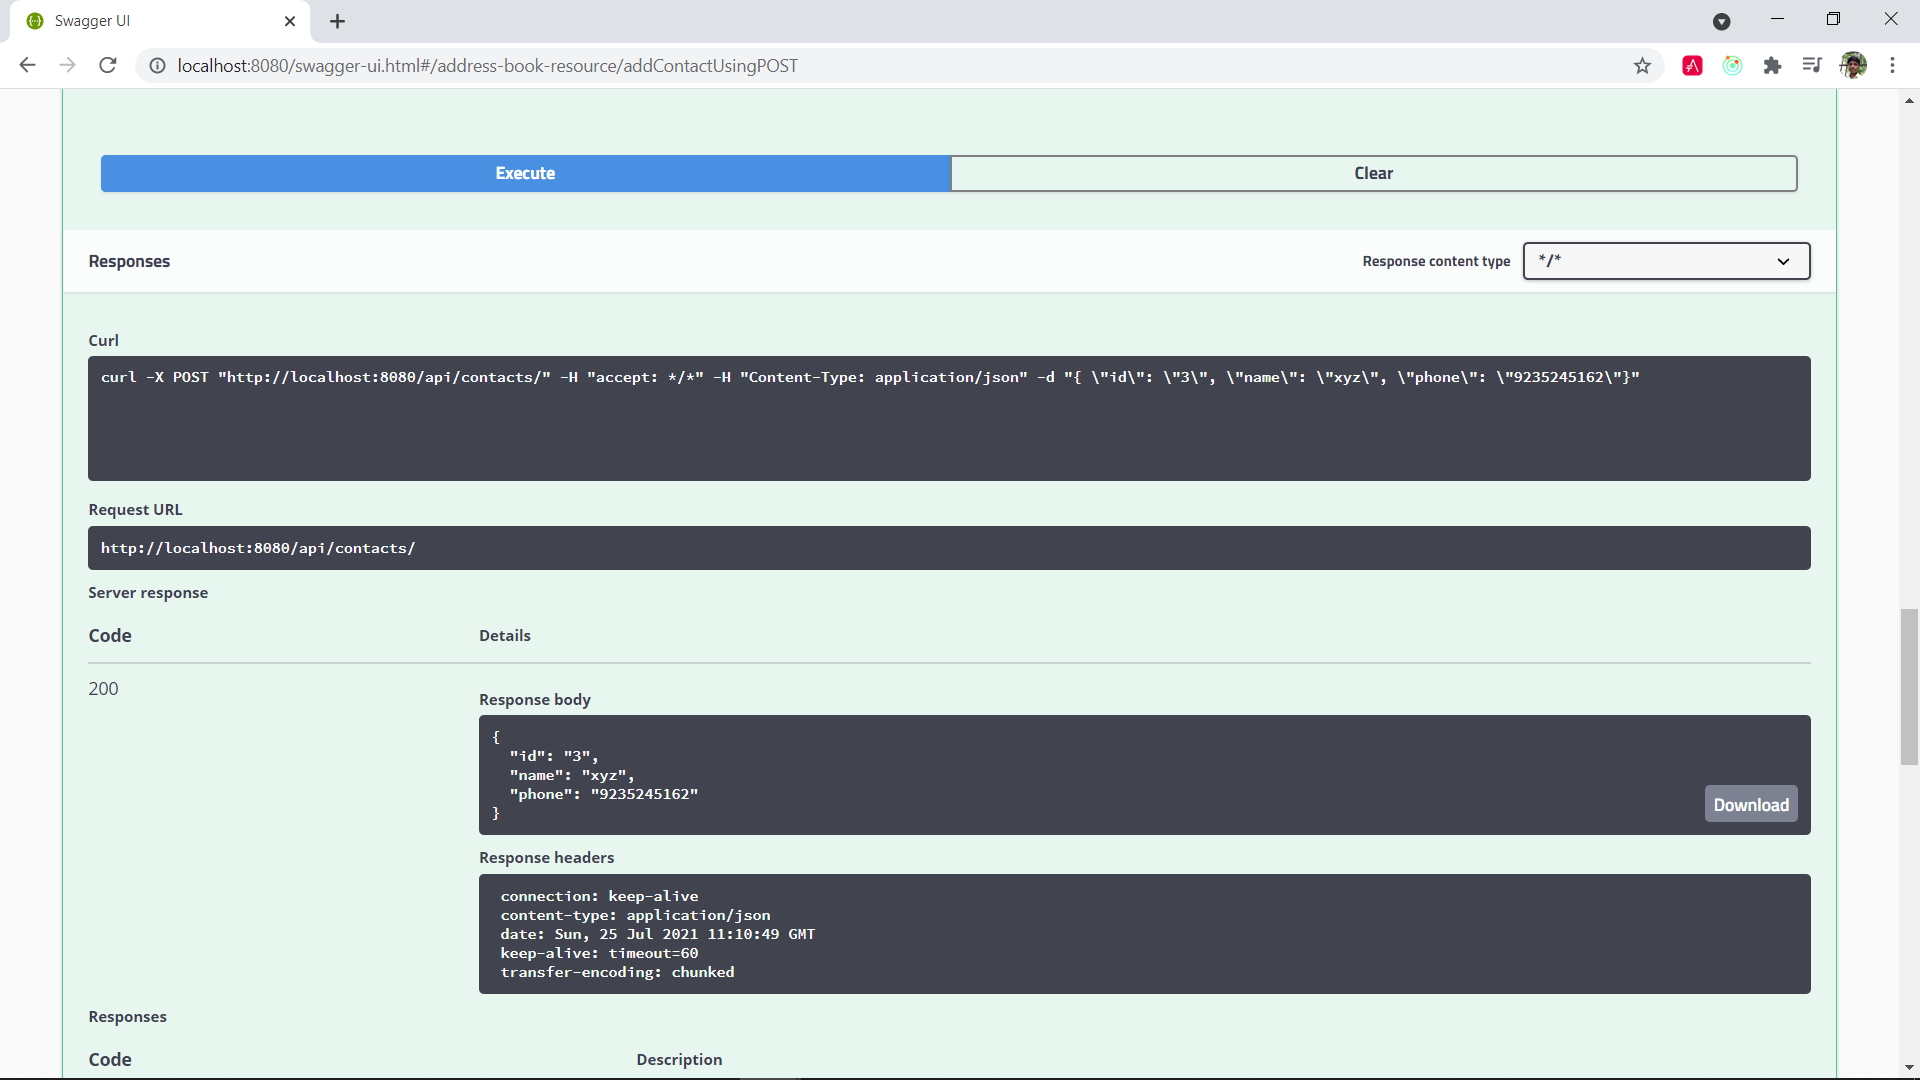 Swagger UI
localhost:8080/swagger-ui.html#/address-book-resource/addContactUsingPOST
Execute
Clear
Responses
Response content type
*/*
Curl
curl -X POST "http://localhost:8080/api/contacts/" -H "accept: */*" -H "Content-Type: application/json" -d "{ \"id\": \"3\", \"name\": \"xyz\", \"phone\": \"9235245162\"}"
Request URL
http://localhost:8080/api/contacts/
Server response
Code
Details
200
Response body
{
"id": "3",
"name": "xyz",
"phone": "9235245162"
}
Download
Response headers
connection: keep-alive
content-type: application/json
date: Sun, 25 Jul 2021 11:10:49 GMT
keep-alive: timeout=60
transfer-encoding: chunked
Responses
Code
Description